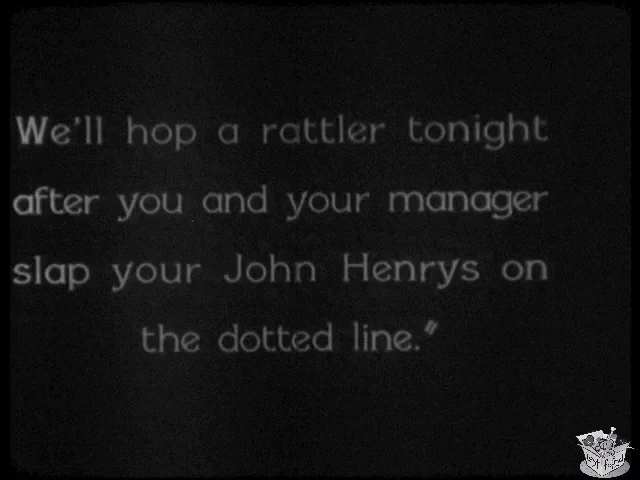 We'll hop a rattler tonight
after you and your manager
slap your John Henrys on
the dotted line."